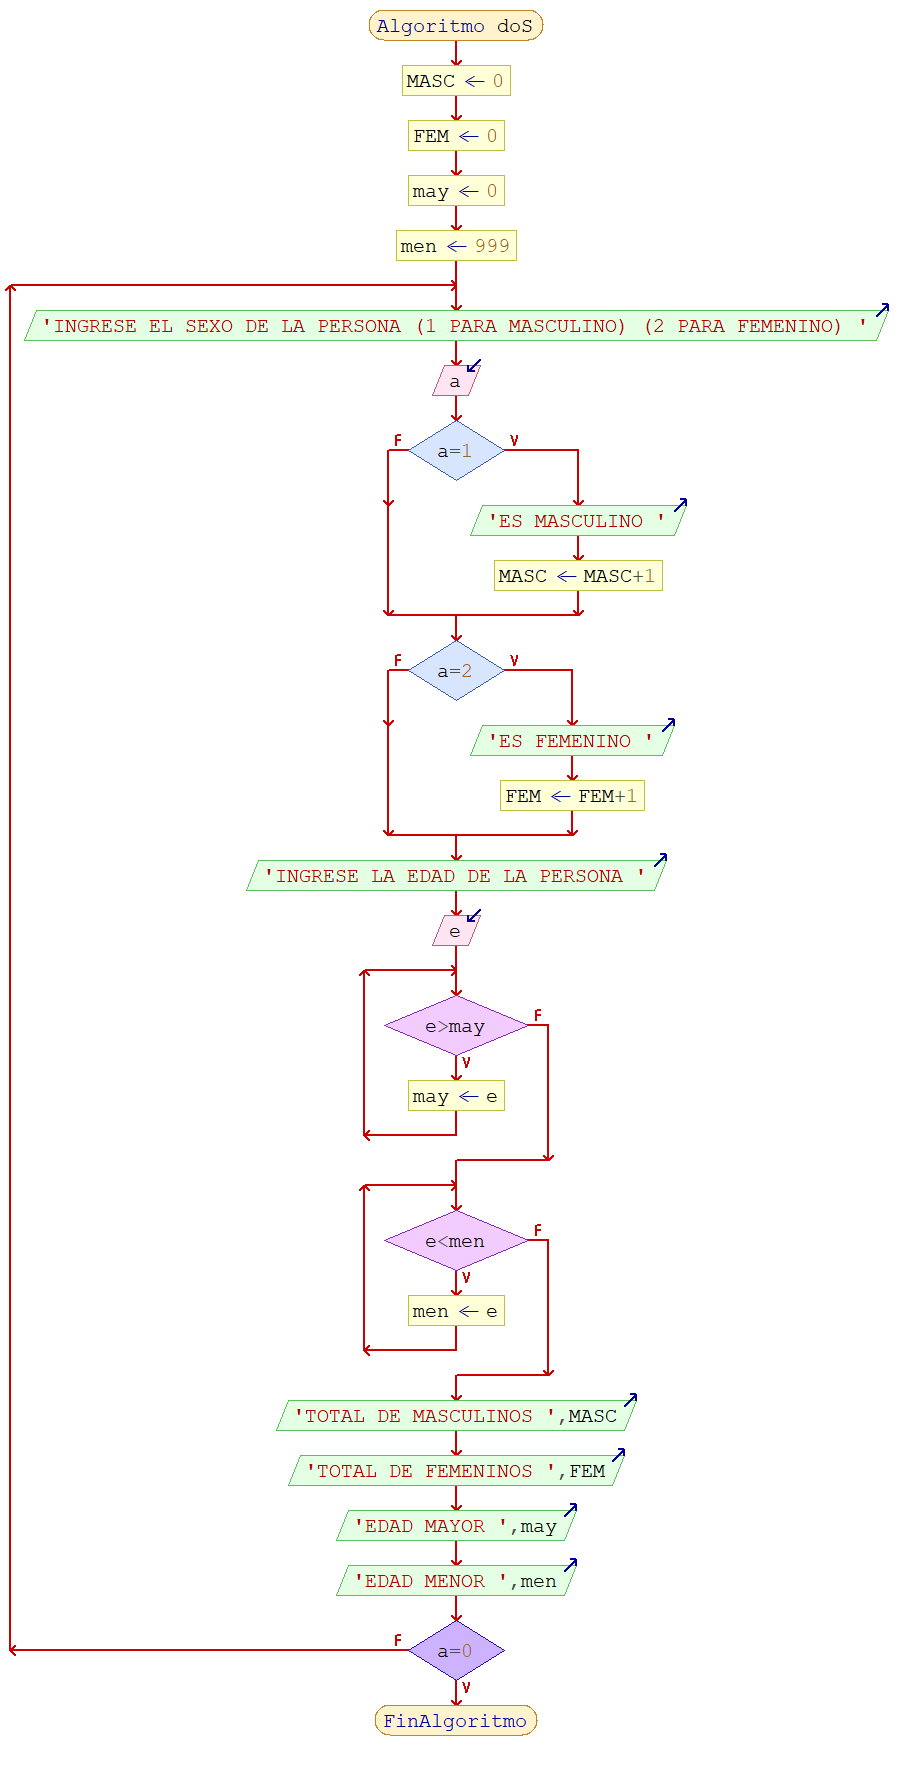 Algoritmo doS
MASC ← 0
FEM ← 0
may ← 0
men ← 999
'INGRESE EL SEXO DE LA PERSONA (1 PARA MASCULINO) (2 PARA FEMENINO) '
a
F
a=1
V
'ES MASCULINO '
MASC ← MASC+1
F
a=2
V
'ES FEMENINO '
FEM ← FEM+1
'INGRESE LA EDAD DE LA PERSONA '
e
e>may
F
V
may ← e
e<men
F
V
men ← e
'TOTAL DE MASCULINOS ',MASC
'TOTAL DE FEMENINOS ',FEM
'EDAD MAYOR ',may
'EDAD MENOR ',men
F
a=0
V
FinAlgoritmo